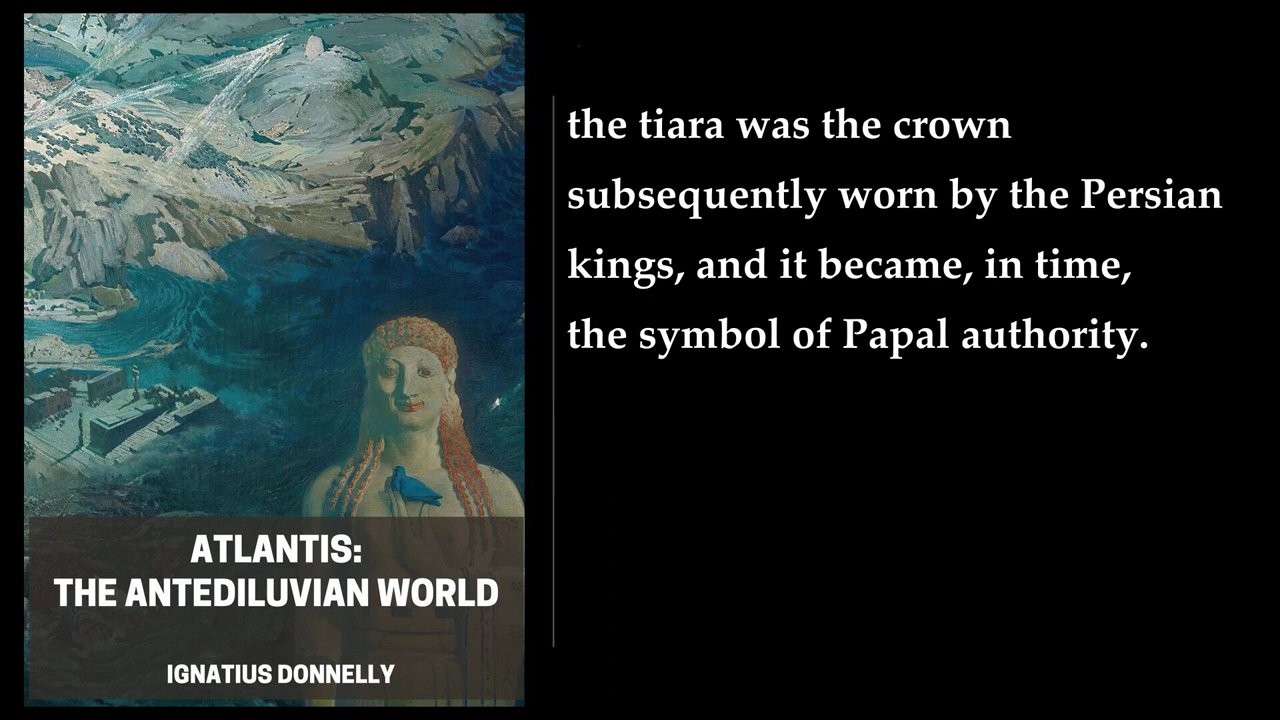 the tiara was the crown
subsequently worn by the Persian
kings, and it became, in time,
the symbol of Papal authority.
ATLANTIS:
THE ANTEDILUVIAN WORLD
IGNATIUS DONNELLY